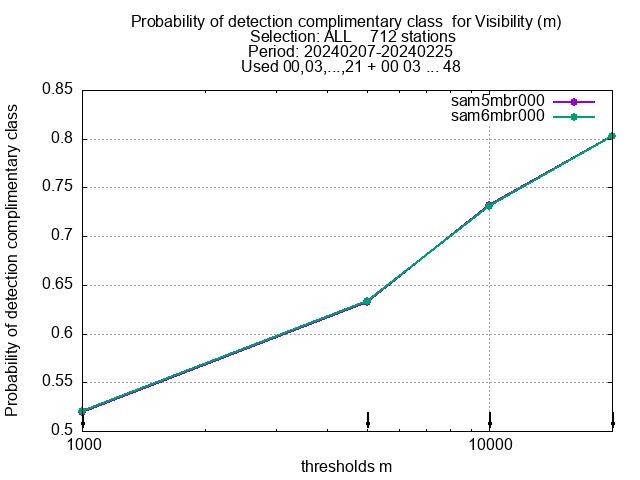 Probability of detection complimentary class  for Visibility (m)
Selection: ALL    712 stations
Period: 20240207-20240225
Used 00,03,...,21 + 00 03 ... 48
sam5mbr000
sam6mbr000
Probability of detection complimentary class
0.85
0.8
0.75
0.7
0.65
0.6
0.55
0.5
1000
10000
thresholds m